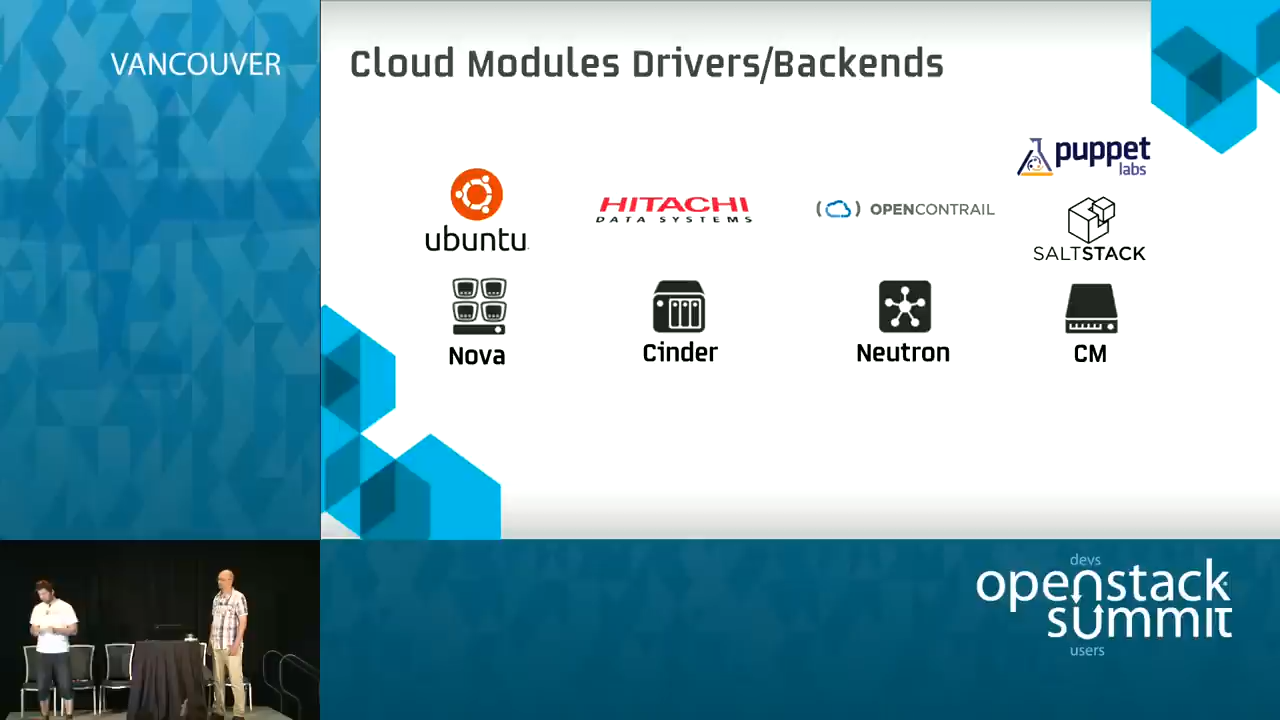 VANCOUVER
Cloud Modules Drivers/Backends
puppet
labs
ubuntu
HITACHI
DATA SYSTEMS
OPENCONTRAIL
SALTSTACK
Nova
Cinder
Neutron
CM
devs
openstack
summit
users